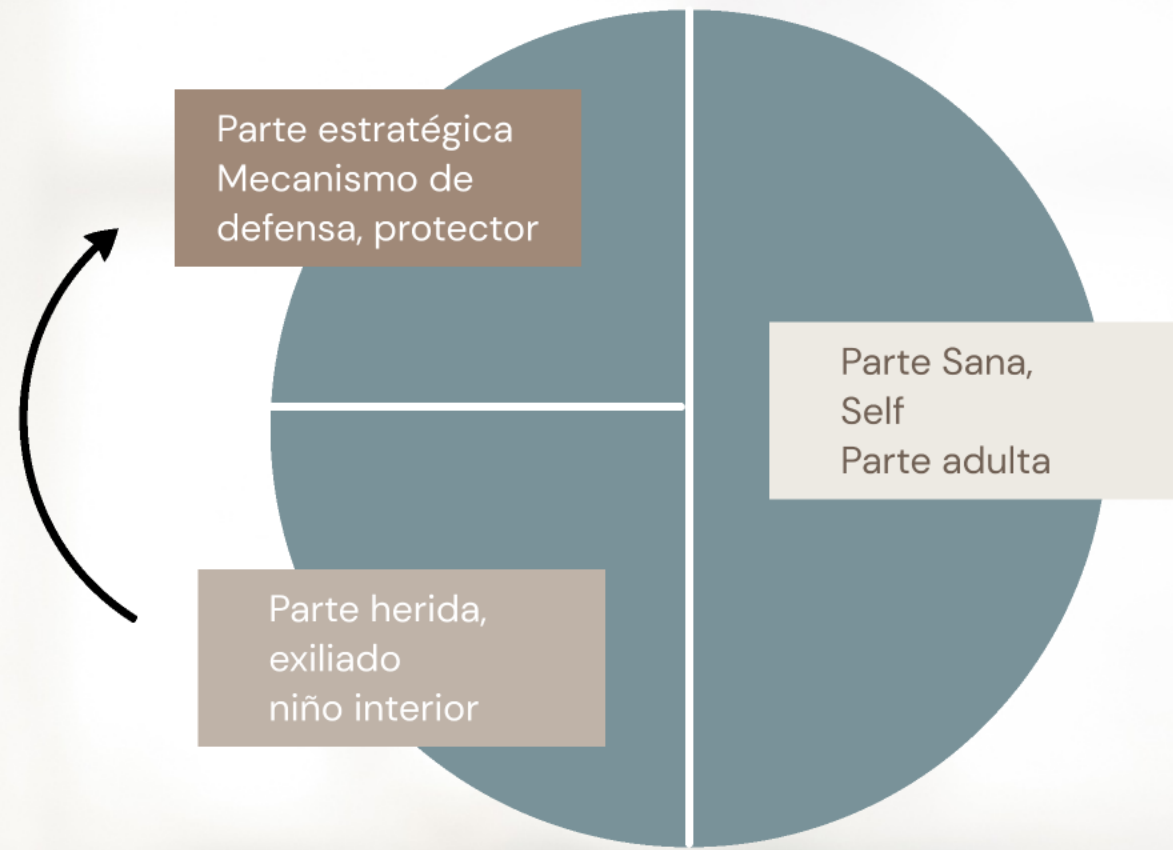 Parte estratégica
Mecanismo de
defensa, protector
Parte Sana,
Self
Parte adulta
Parte herida,
exiliado
niño interior